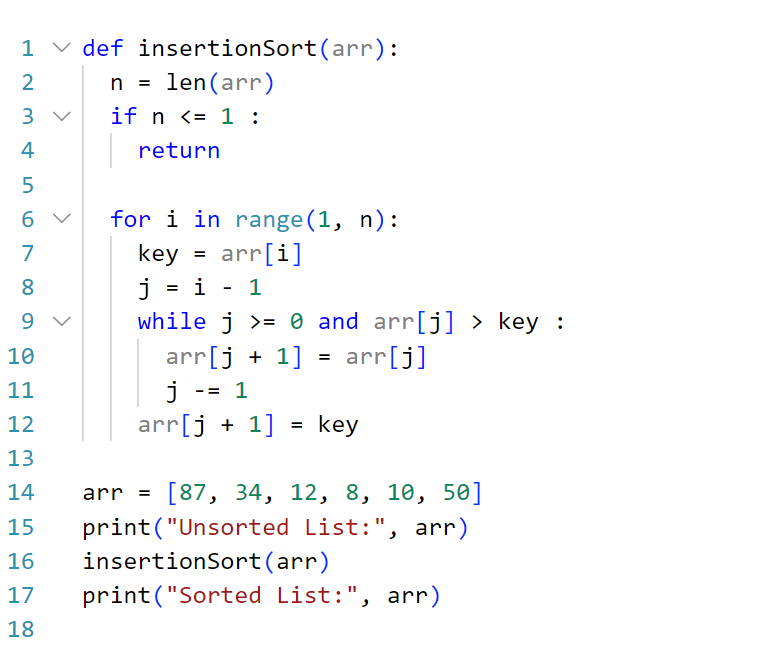 1 def insertionSort(arr):
2   n = len(arr)
3   if n <= 1 :
4     return
5
6   for i in range(1, n):
7     key = arr[i]
8     j = i - 1
9     while j >= 0 and arr[j] > key :
10       arr[j + 1] = arr[j]
11       j -= 1
12     arr[j + 1] = key
13
14 arr = [87, 34, 12, 8, 10, 50]
15 print("Unsorted List:", arr)
16 insertionSort(arr)
17 print("Sorted List:", arr)
18